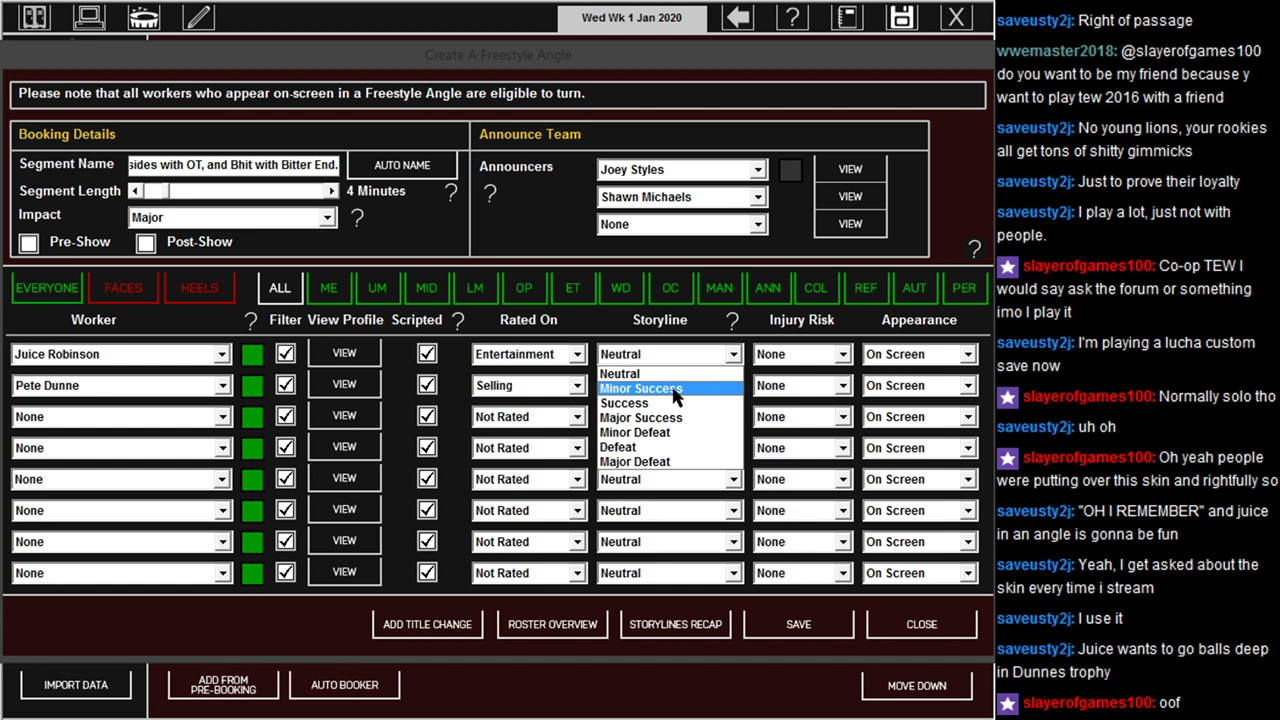 Wed Wk 1 Jan 2020
Create A Freestyle Angle
Please note that all workers who appear on-screen in a Freestyle Angle are eligible to turn.
Booking Details
Segment Name sides with OT, and Bhit with Bitter End. AUTO NAME
Segment Length 4 Minutes ?
Impact Major ?
Pre-Show Post-Show
Announce Team
Announcers Joey Styles VIEW
? Shawn Michaels VIEW
None VIEW
?
EVERYONE FACES HEELS ALL ME UM MID LM OP ET WD OC MAN ANN COL REF AUT PER
Worker ? Filter View Profile Scripted ? Rated On Storyline ? Injury Risk Appearance
Juice Robinson VIEW Entertainment Neutral None On Screen
Pete Dunne VIEW Selling None On Screen
None VIEW Not Rated None On Screen
None VIEW Not Rated None On Screen
None VIEW Not Rated Neutral None On Screen
None VIEW Not Rated Neutral None On Screen
None VIEW Not Rated Neutral None On Screen
None VIEW Not Rated Neutral None On Screen
Neutral
Minor Success
Success
Major Success
Minor Defeat
Defeat
Major Defeat
ADD TITLE CHANGE ROSTER OVERVIEW STORYLINES RECAP SAVE CLOSE
IMPORT DATA ADD FROM PRE-BOOKING AUTO BOOKER MOVE DOWN
saveusty2j: Right of passage
wwemaster2018: @slayerofgames100
do you want to be my friend because y
want to play tew 2016 with a friend
saveusty2j: No young lions, your rookies
all get tons of shitty gimmicks
saveusty2j: Just to prove their loyalty
saveusty2j: I play a lot, just not with
people.
slayerofgames100: Co-op TEW I
would say ask the forum or something
imo I play it
saveusty2j: I'm playing a lucha custom
save now
slayerofgames100: Normally solo tho
saveusty2j: uh oh
slayerofgames100: Oh yeah people
were putting over this skin and rightfully so
saveusty2j: "OH I REMEMBER" and juice
in an angle is gonna be fun
saveusty2j: Yeah, I get asked about the
skin every time i stream
saveusty2j: I use it
saveusty2j: Juice wants to go balls deep
in Dunnes trophy
slayerofgames100: oof